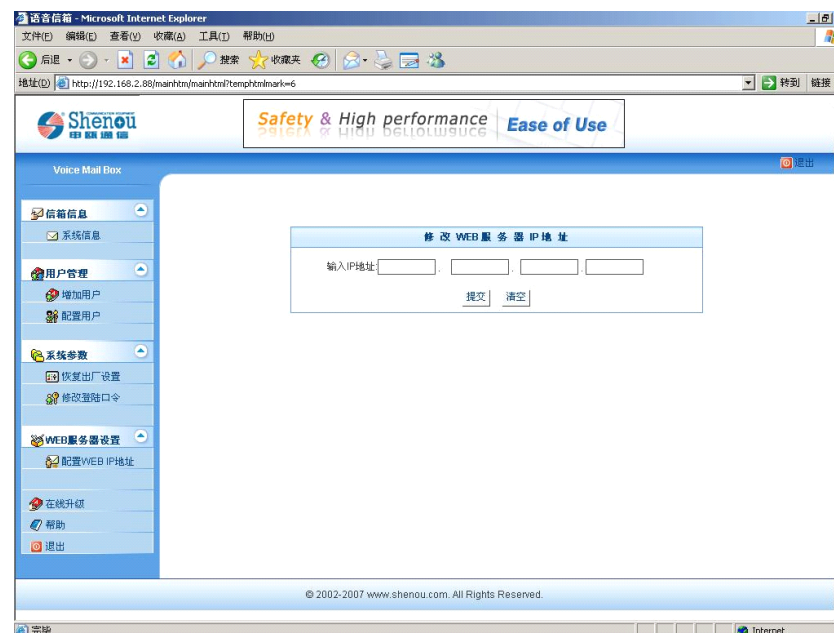 语音信箱 - Microsoft Internet Explorer
文件(F) 编辑(E) 查看(V) 收藏(A) 工具(T) 帮助(H)
后退 搜索 收藏夹
地址(D) http://192.168.2.88/mainhtm/mainhtml?temphtmlmark=6 转到 链接
Shenou
申瓯通信
Safety & High performance Ease of Use
Voice Mail Box
退出
信箱信息
系统信息
用户管理
增加用户
配置用户
系统参数
恢复出厂设置
修改登陆口令
WEB服务器设置
配置WEB IP地址
在线升级
帮助
退出
修 改 WEB 服 务 器 IP 地 址
输入IP地址: . . .
提交 清空
© 2002-2007 www.shenou.com. All Rights Reserved.
完毕 Internet